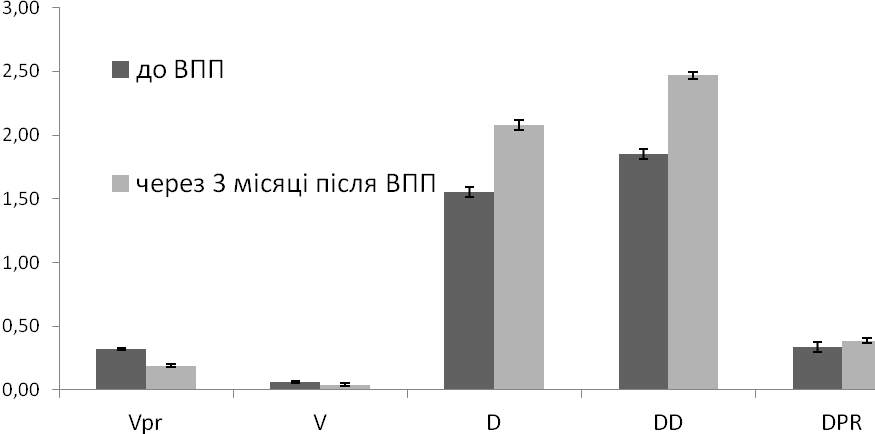 3,00
2,50
2,00
1,50
1,00
0,50
0,00
до ВПП
через 3 місяці після ВПП
Vpr V D DD DPR